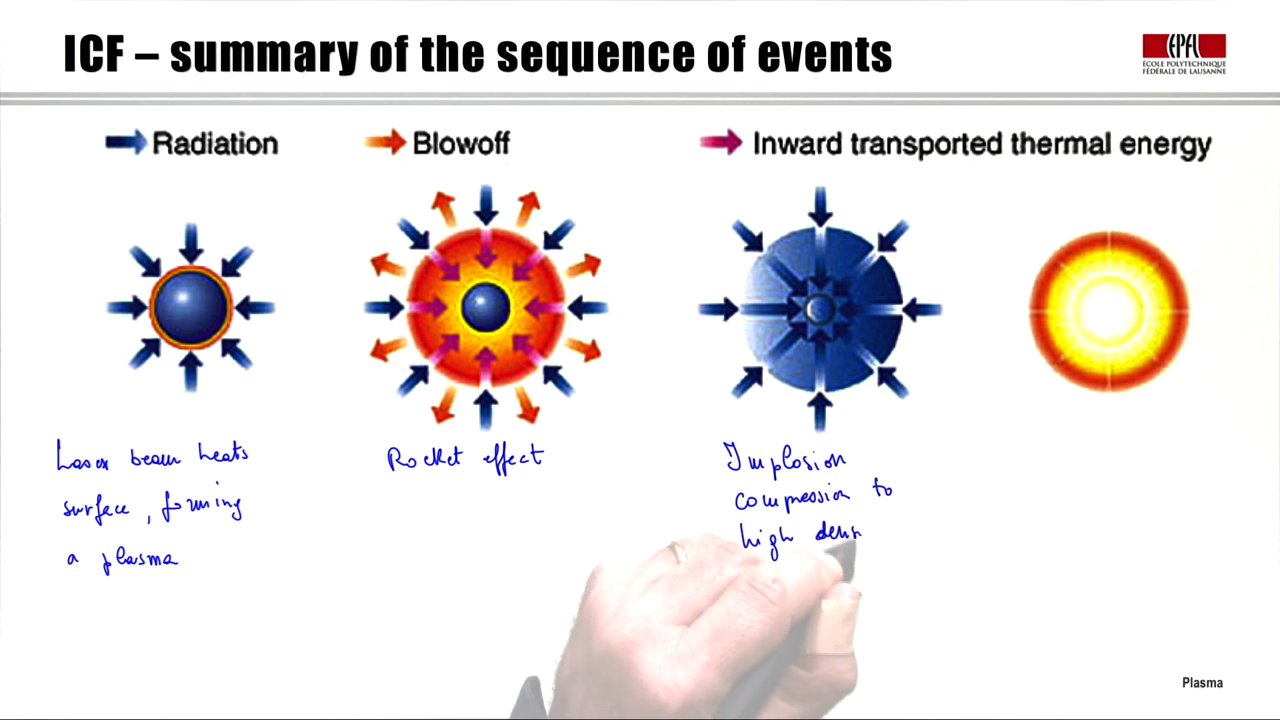 ICF – summary of the sequence of events
EPFL
ÉCOLE POLYTECHNIQUE
FÉDÉRALE DE LAUSANNE
Radiation
Blowoff
Inward transported thermal energy
Laser beam heats
surface, forming
a plasma
Rocket effect
Implosion
compression to
high dens
Plasma